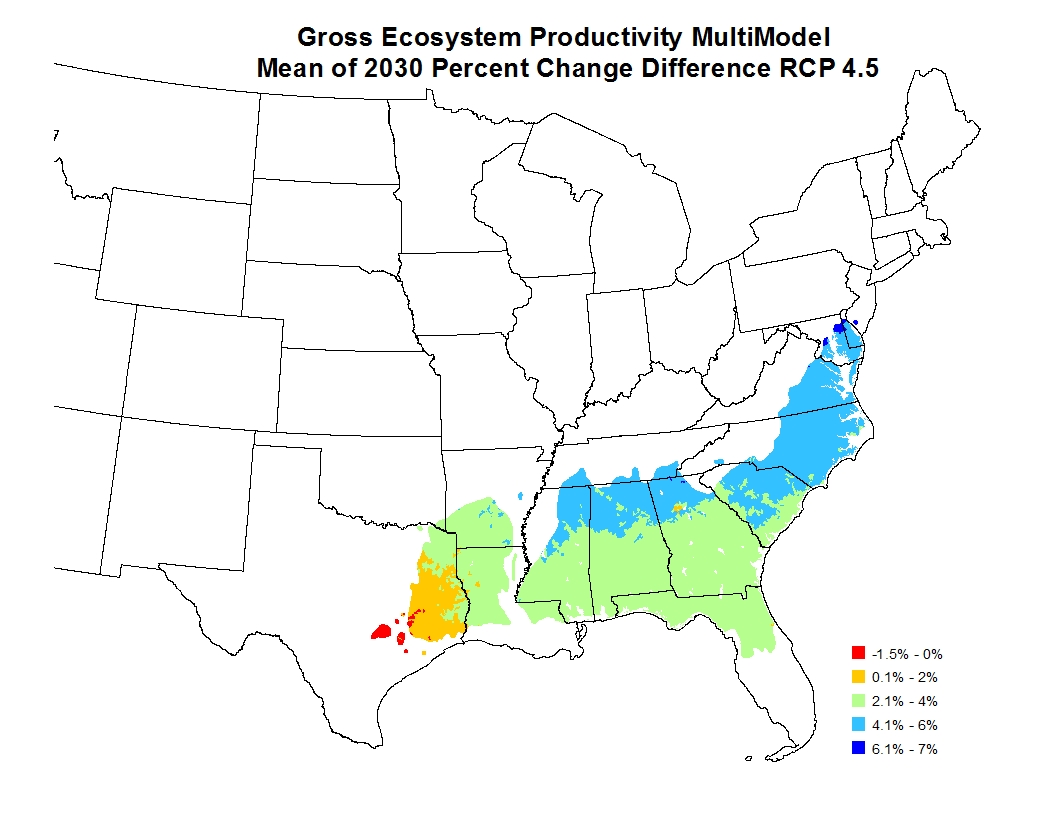 Gross Ecosystem Productivity MultiModel
Mean of 2030 Percent Change Difference RCP 4.5
-1.5% - 0%
0.1% - 2%
2.1% - 4%
4.1% - 6%
6.1% - 7%